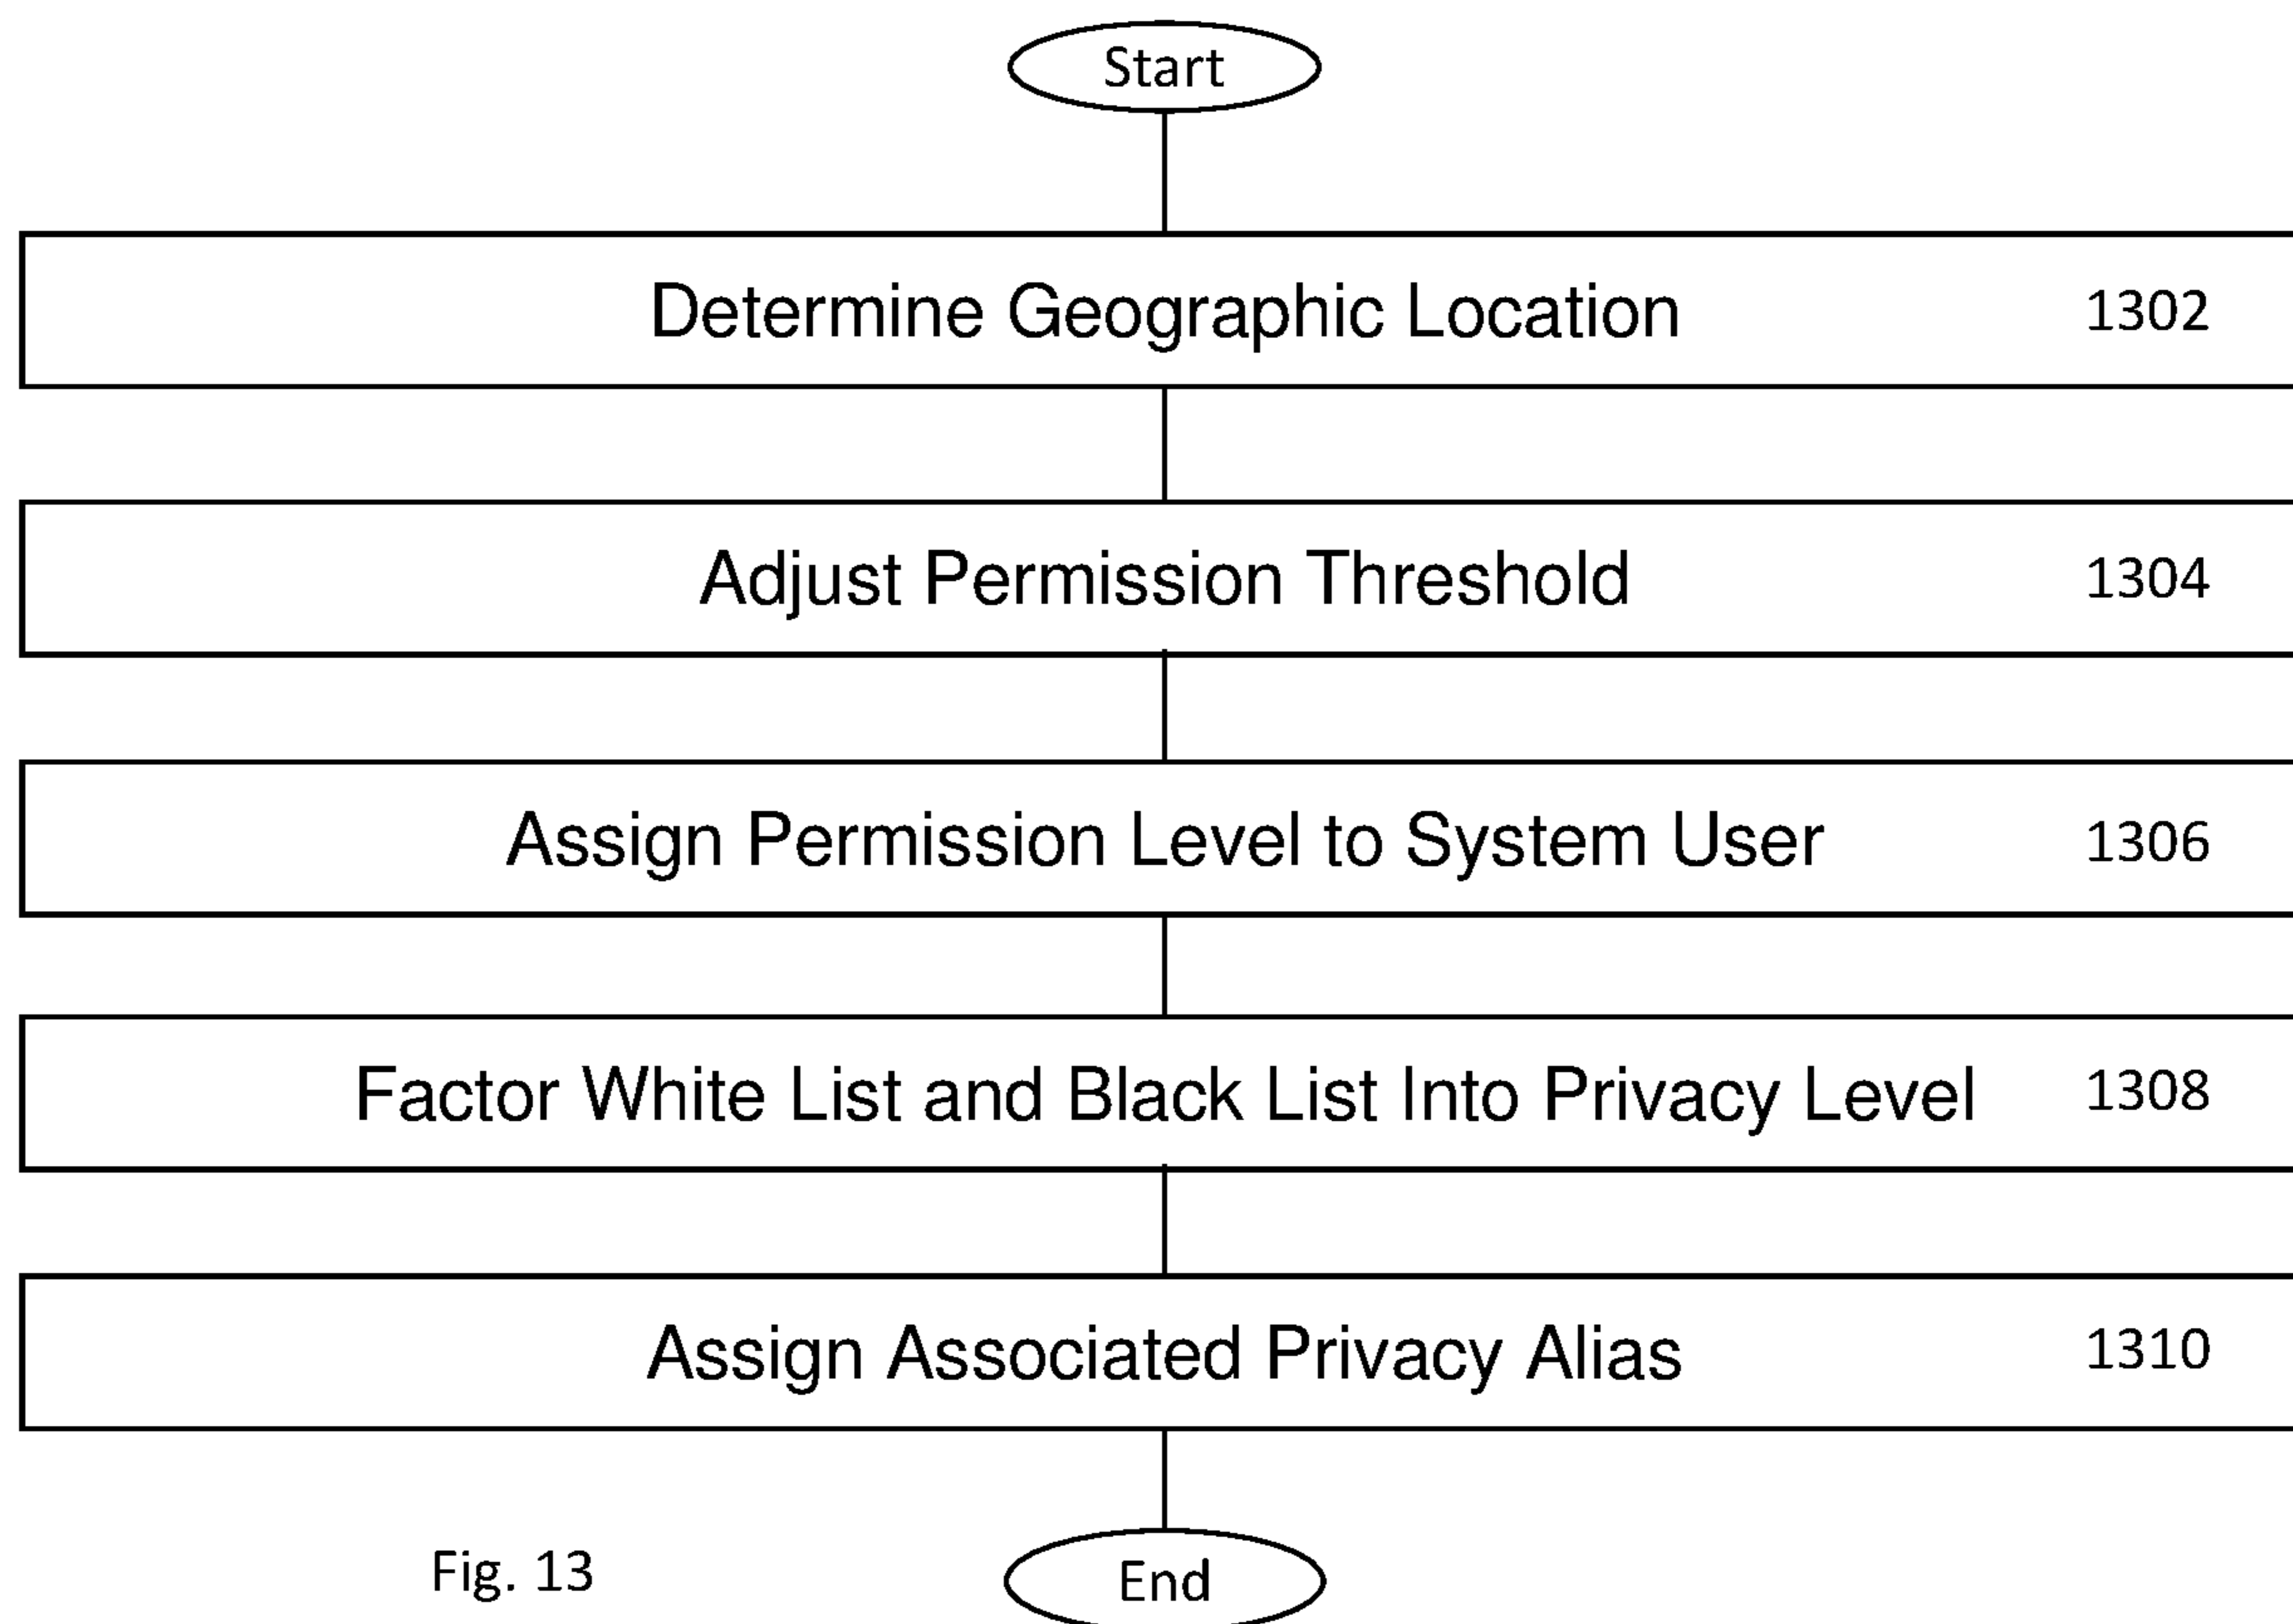 Start
Determine Geographic Location 1302
Adjust Permission Threshold 1304
Assign Permission Level to System User 1306
Factor White List and Black List Into Privacy Level 1308
Assign Associated Privacy Alias 1310
Fig. 13
End